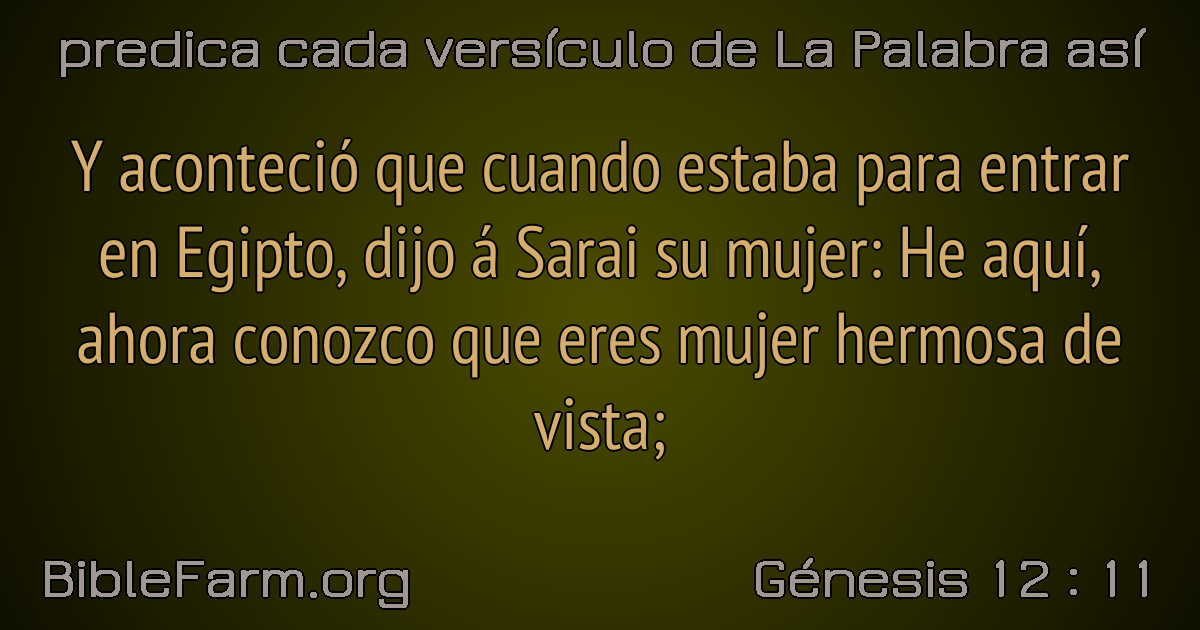 predica cada versículo de La Palabra así
Y aconteció que cuando estaba para entrar
en Egipto, dijo á Sarai su mujer: He aquí,
ahora conozco que eres mujer hermosa de
vista;
BibleFarm.org
Génesis 12 : 11